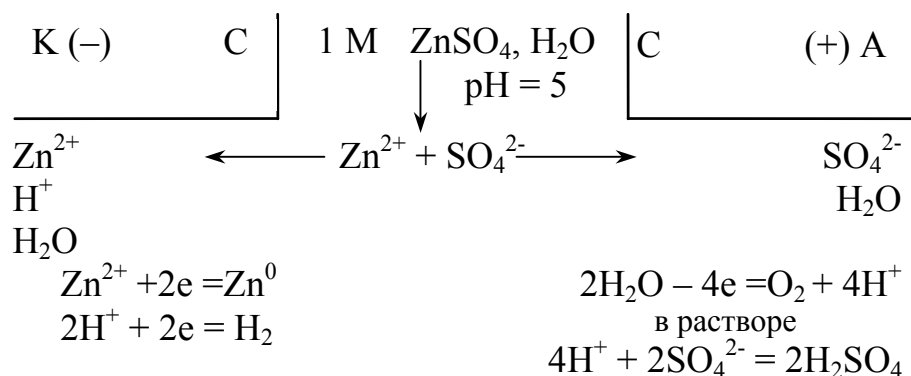 K (–) C 1 M ZnSO₄, H₂O C (+) A
pH = 5
Zn²⁺ Zn²⁺ + SO₄²⁻ SO₄²⁻
H⁺ H₂O
H₂O
Zn²⁺ +2e =Zn⁰ 2H₂O – 4e =O₂ + 4H⁺
2H⁺ + 2e = H₂ в растворе
4H⁺ + 2SO₄²⁻ = 2H₂SO₄